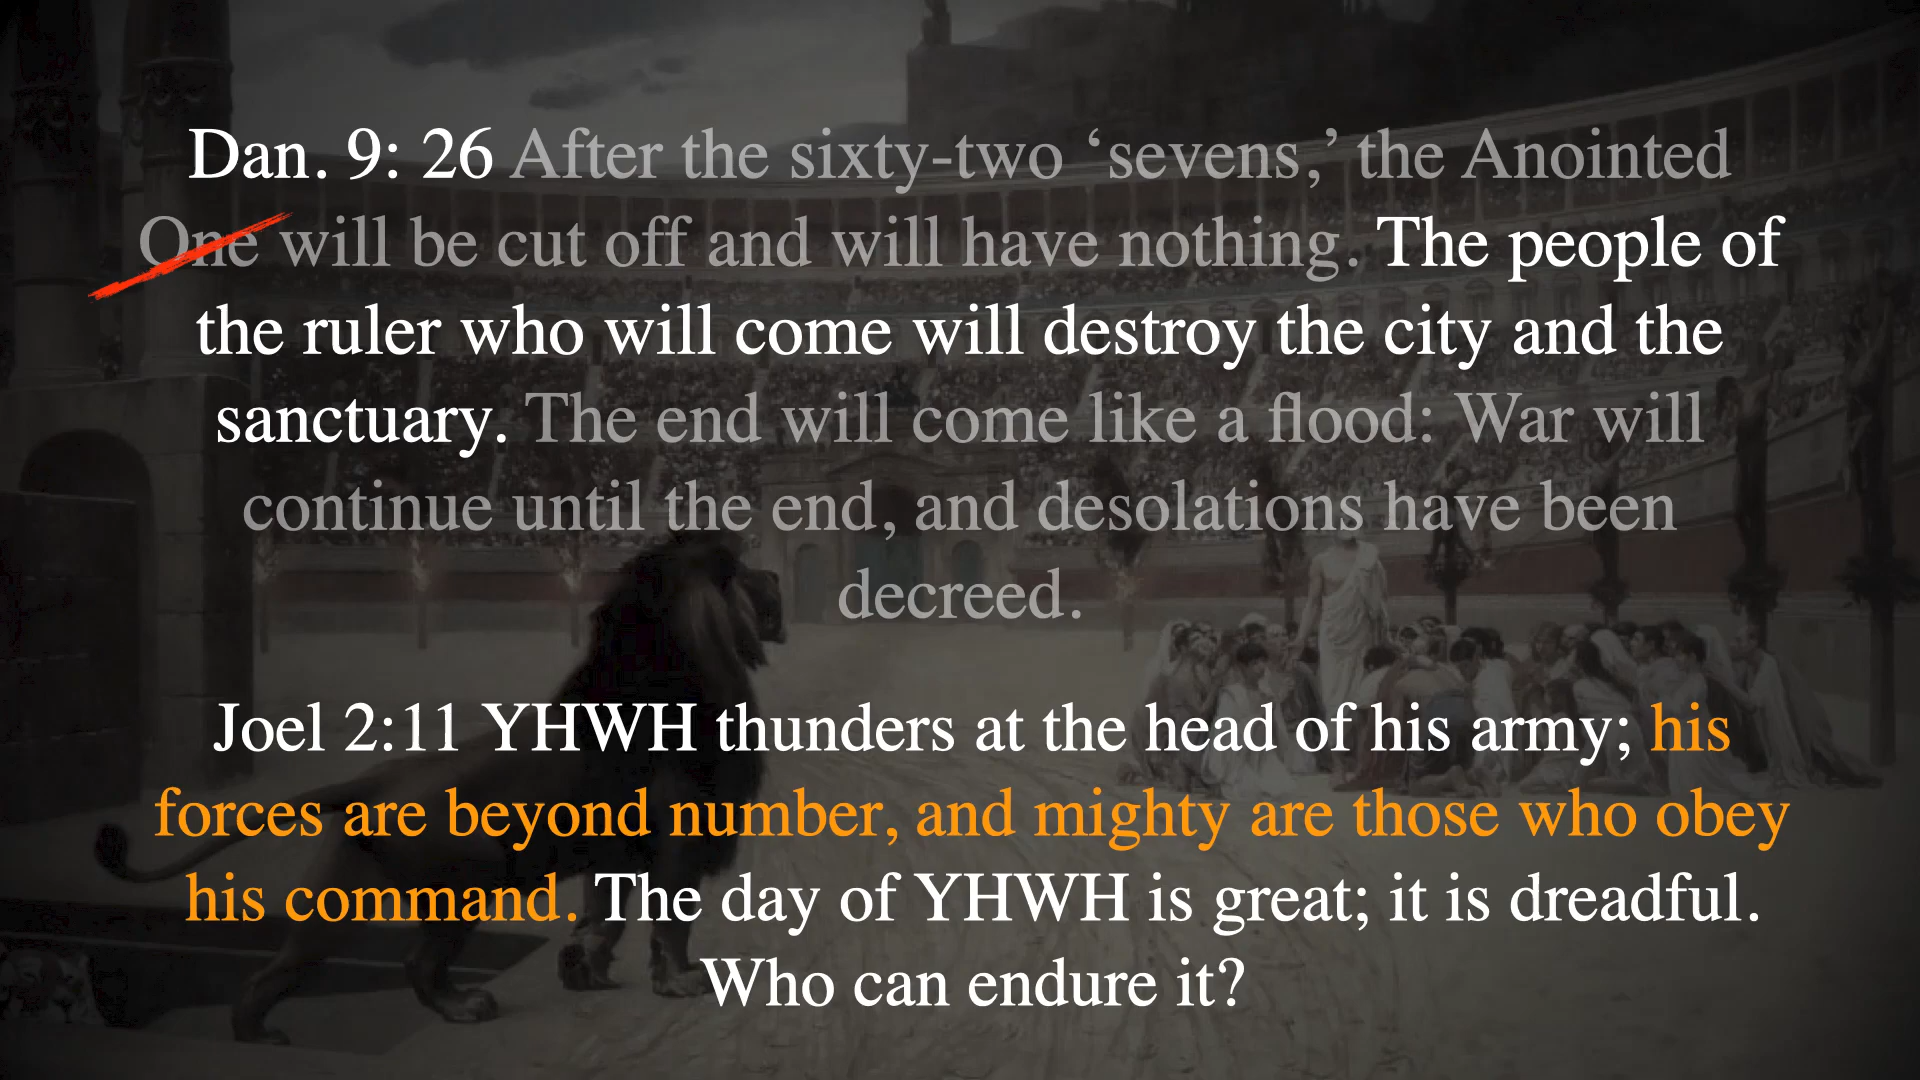 Dan. 9: 26 After the sixty-two ‘sevens,’ the Anointed
One will be cut off and will have nothing. The people of
the ruler who will come will destroy the city and the
sanctuary. The end will come like a flood: War will
continue until the end, and desolations have been
decreed.
Joel 2:11 YHWH thunders at the head of his army; his
forces are beyond number, and mighty are those who obey
his command. The day of YHWH is great; it is dreadful.
Who can endure it?